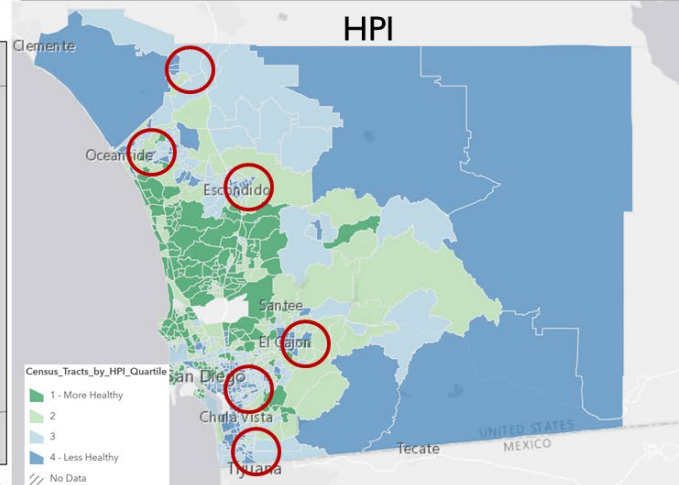 HPI
Clemente
Oceanside
Escondido
Santee
El Cajon
Census_Tracts_by_HPI_Quartile
San Diego
1 - More Healthy
2
Chula Vista
3
UNITED STATES
MEXICO
4 - Less Healthy
Tecate
Tijuana
No Data